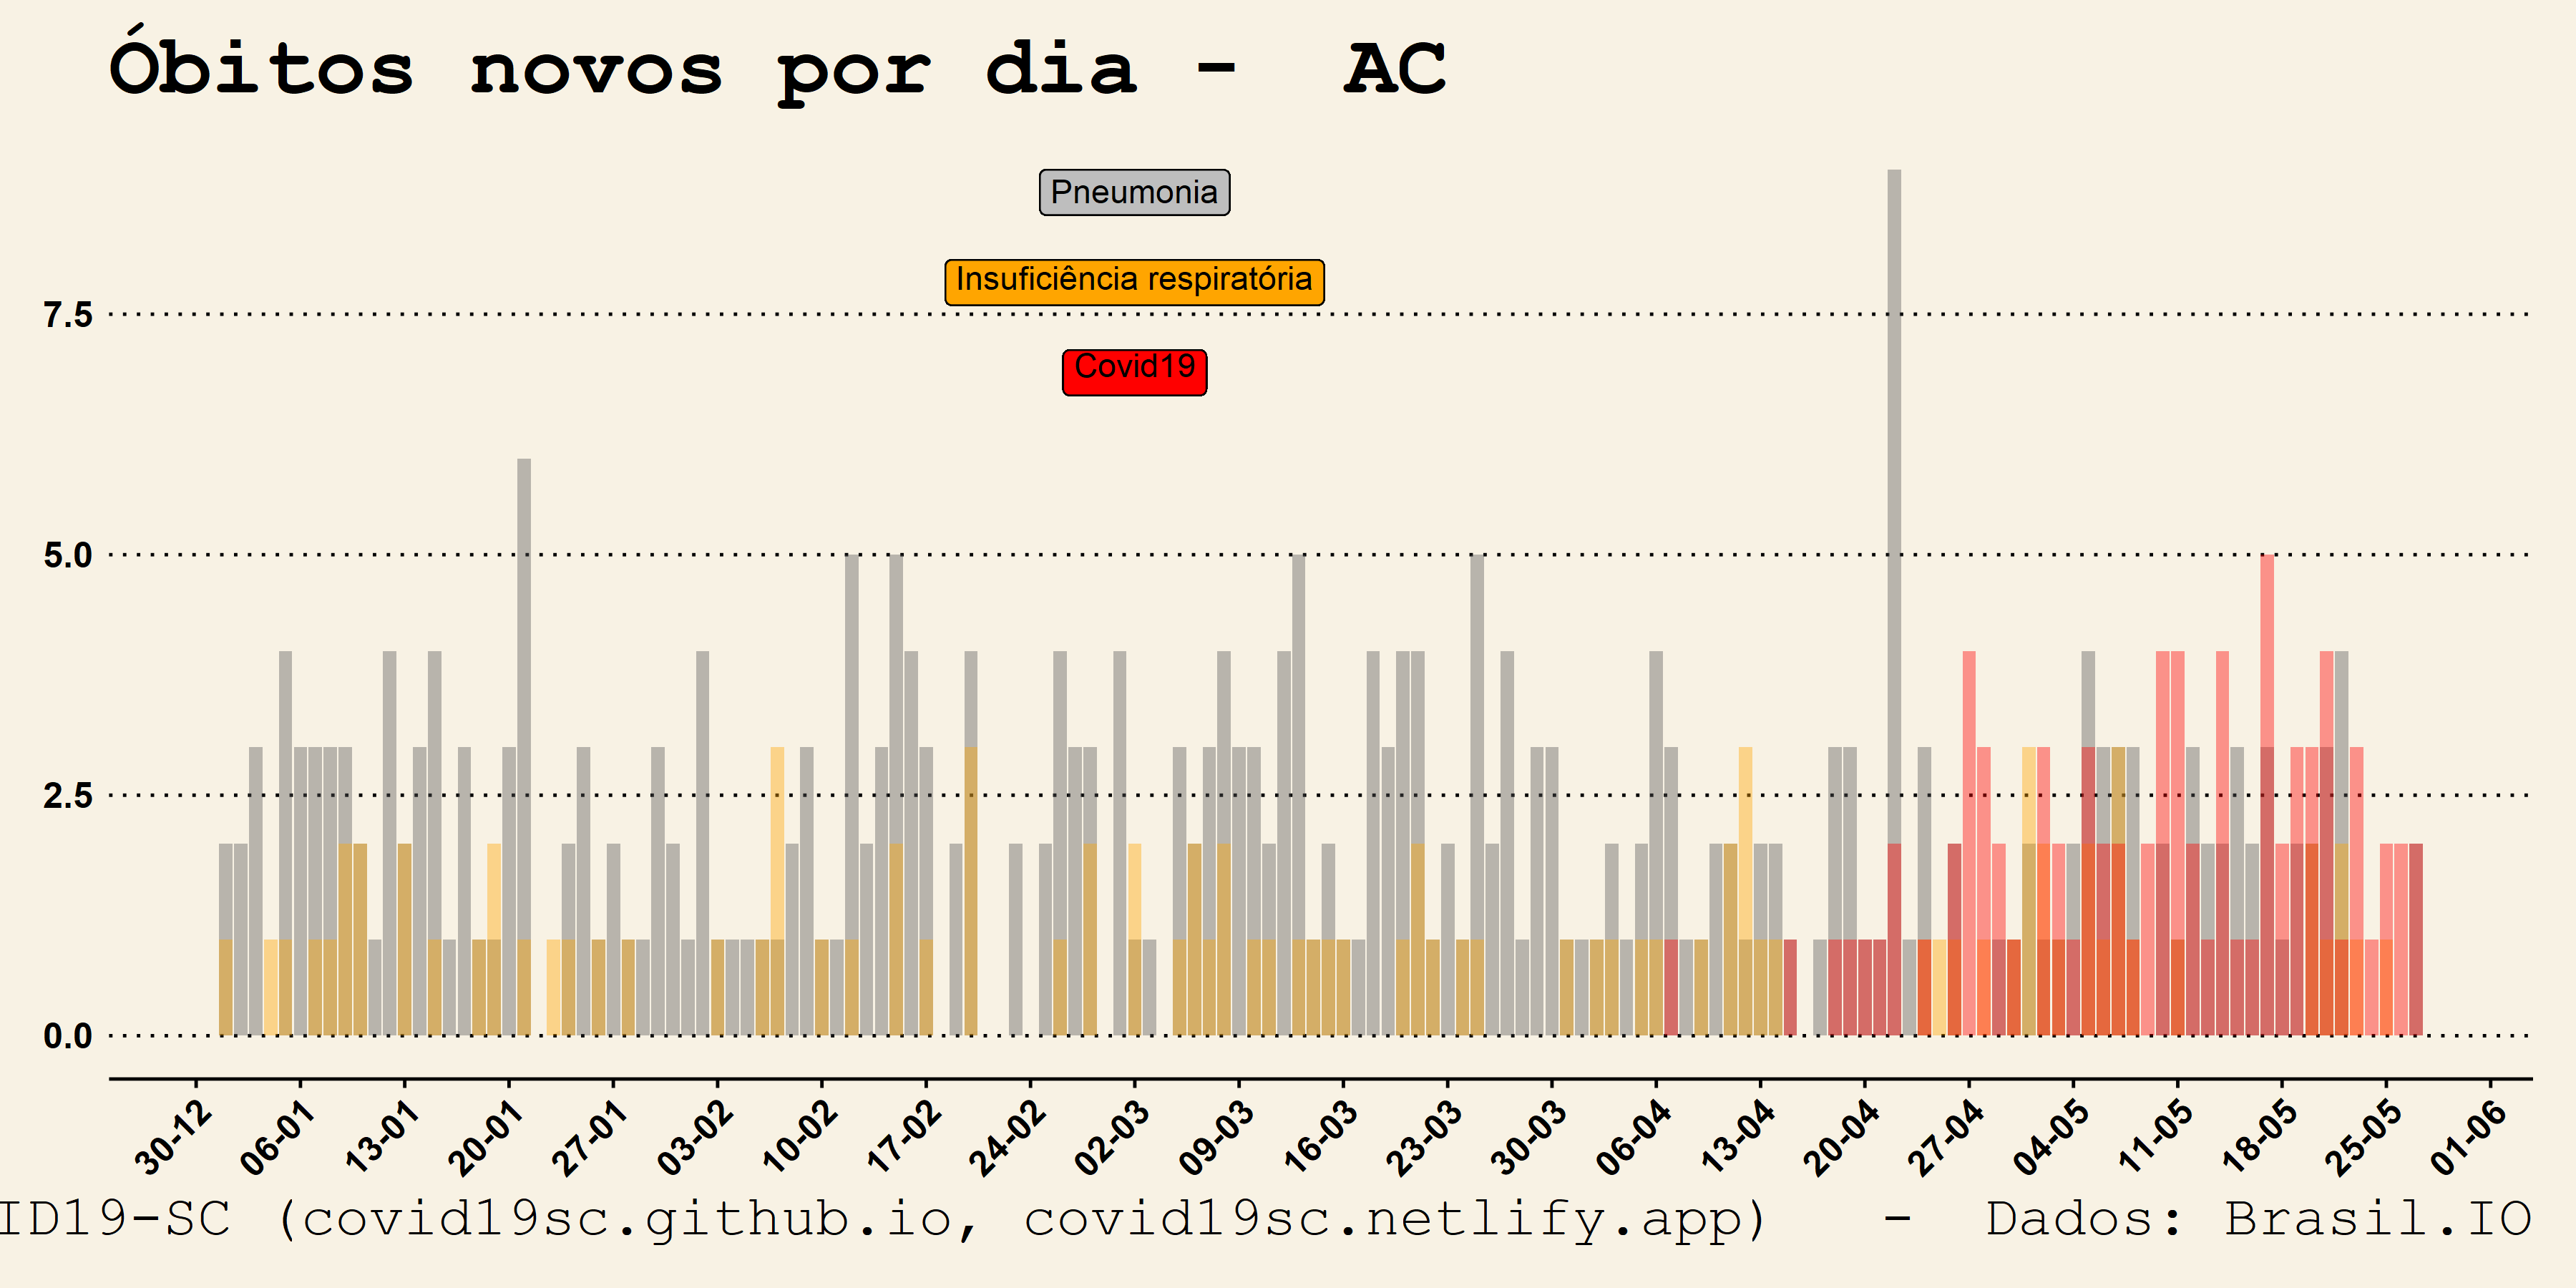 Óbitos novos por dia - AC
Pneumonia
Insuficiência respiratória
Covid19
7.5
5.0
2.5
0.0
30-12 06-01 13-01 20-01 27-01 03-02 10-02 17-02 24-02 02-03 09-03 16-03 23-03 30-03 06-04 13-04 20-04 27-04 04-05 11-05 18-05 25-05 01-06
ID19-SC (covid19sc.github.io, covid19sc.netlify.app) - Dados: Brasil.IO